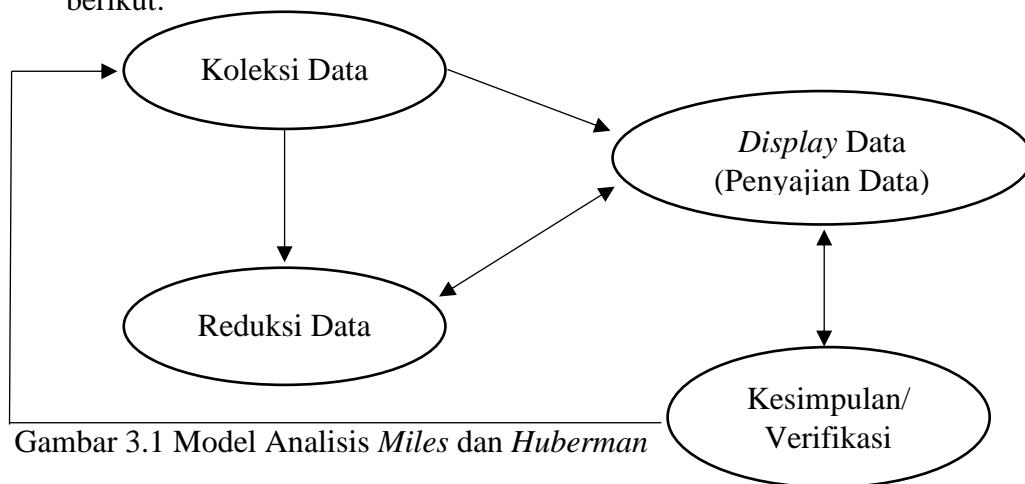 berikut:
Koleksi Data
Display Data
(Penyajian Data)
Reduksi Data
Kesimpulan/
Verifikasi
Gambar 3.1 Model Analisis Miles dan Huberman